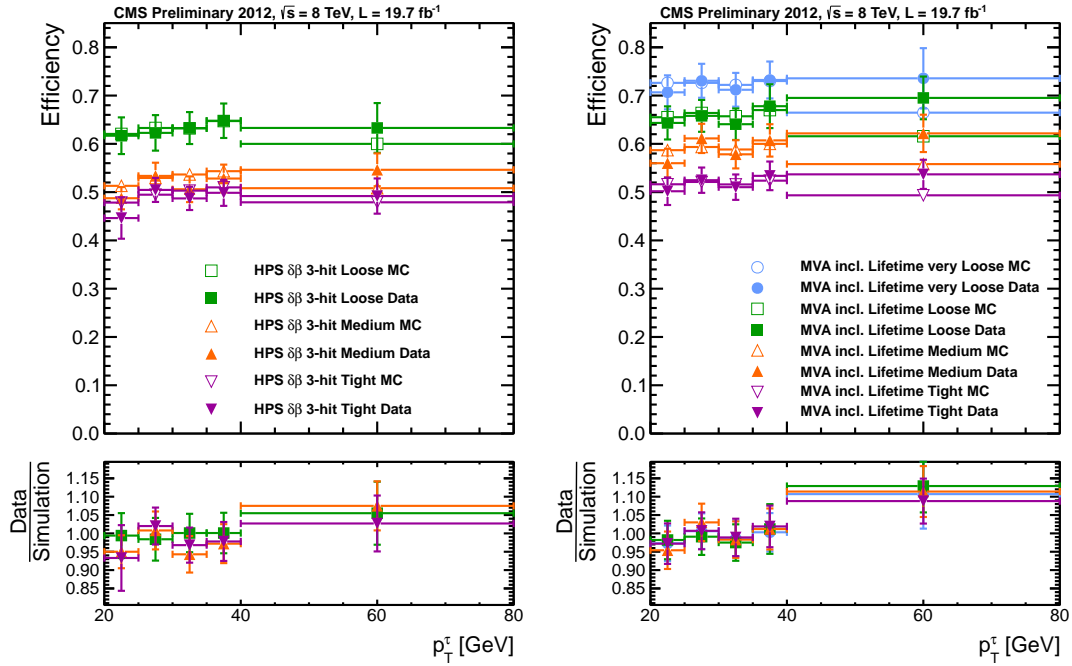 CMS Preliminary 2012, √s = 8 TeV, L = 19.7 fb⁻¹
Efficiency
0.8
0.7
0.6
0.5
0.4
0.3
0.2
0.1
0.0
HPS δβ 3-hit Loose MC
HPS δβ 3-hit Loose Data
HPS δβ 3-hit Medium MC
HPS δβ 3-hit Medium Data
HPS δβ 3-hit Tight MC
HPS δβ 3-hit Tight Data
Data
Simulation
1.15
1.10
1.05
1.00
0.95
0.90
0.85
20 30 40 50 60 70 80
p_T^τ [GeV]
CMS Preliminary 2012, √s = 8 TeV, L = 19.7 fb⁻¹
Efficiency
0.8
0.7
0.6
0.5
0.4
0.3
0.2
0.1
0.0
MVA incl. Lifetime very Loose MC
MVA incl. Lifetime very Loose Data
MVA incl. Lifetime Loose MC
MVA incl. Lifetime Loose Data
MVA incl. Lifetime Medium MC
MVA incl. Lifetime Medium Data
MVA incl. Lifetime Tight MC
MVA incl. Lifetime Tight Data
Data
Simulation
1.15
1.10
1.05
1.00
0.95
0.90
0.85
20 30 40 50 60 70 80
p_T^τ [GeV]